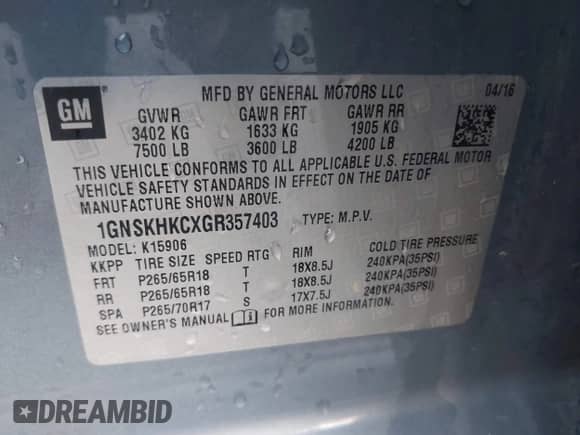 GM
MFD BY GENERAL MOTORS LLC 04/16
GVWR GAWR FRT GAWR RR
3402 KG 1633 KG 1905 KG
7500 LB 3600 LB 4200 LB
THIS VEHICLE CONFORMS TO ALL APPLICABLE U.S. FEDERAL MOTOR
VEHICLE SAFETY STANDARDS IN EFFECT ON THE DATE OF
MANUFACTURE SHOWN ABOVE.
1GNSKHKCXGR357403 TYPE: M.P.V.
MODEL: K15906
KKPP TIRE SIZE SPEED RTG RIM COLD TIRE PRESSURE
FRT P265/65R18 T 18X8.5J 240KPA(35PSI)
RR P265/65R18 T 18X8.5J 240KPA(35PSI)
SPA P265/70R17 S 17X7.5J 240KPA(35PSI)
SEE OWNER'S MANUAL FOR MORE INFORMATION.
DREAMBID